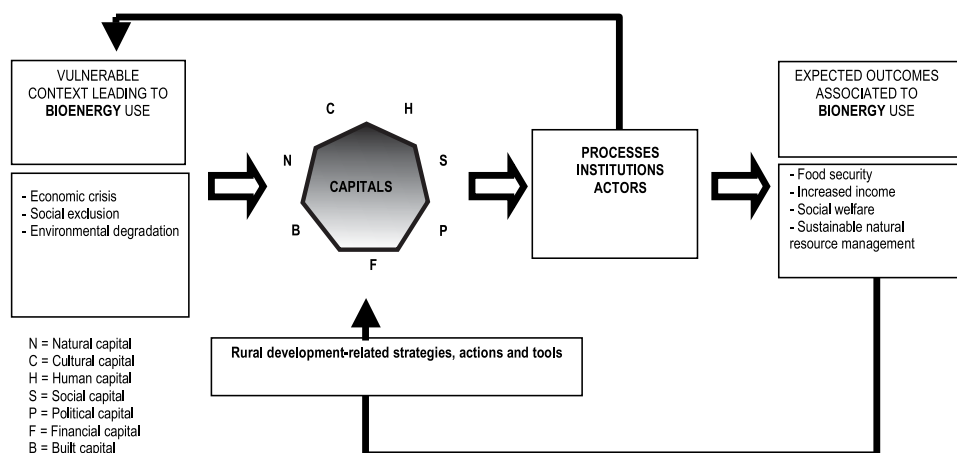 VULNERABLE
CONTEXT LEADING TO
BIOENERGY USE
- Economic crisis
- Social exclusion
- Environmental degradation
C
H
N
S
CAPITALS
B
P
F
PROCESSES
INSTITUTIONS
ACTORS
EXPECTED OUTCOMES
ASSOCIATED TO
BIONERGY USE
- Food security
- Increased income
- Social welfare
- Sustainable natural
resource management
Rural development-related strategies, actions and tools
N = Natural capital
C = Cultural capital
H = Human capital
S = Social capital
P = Political capital
F = Financial capital
B = Built capital